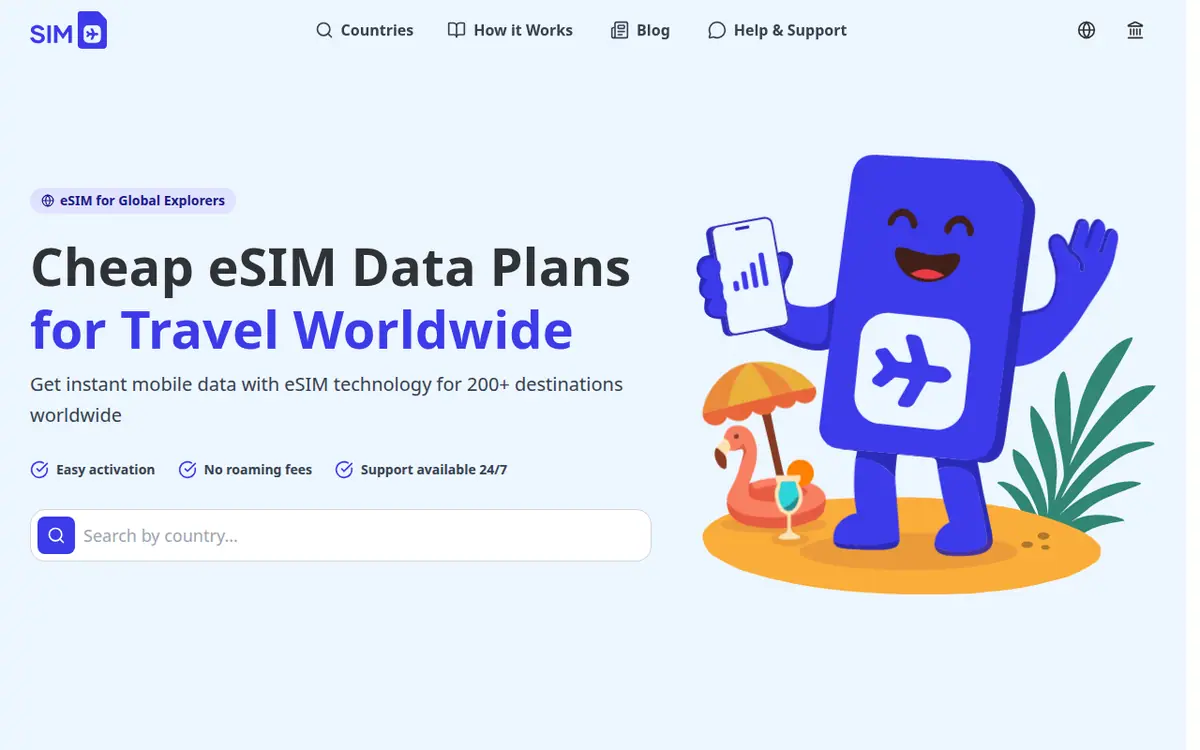 SIM
Countries
How it Works
Blog
Help & Support
eSIM for Global Explorers
Cheap eSIM Data Plans
for Travel Worldwide
Get instant mobile data with eSIM technology for 200+ destinations
worldwide
Easy activation
No roaming fees
Support available 24/7
Search by country...